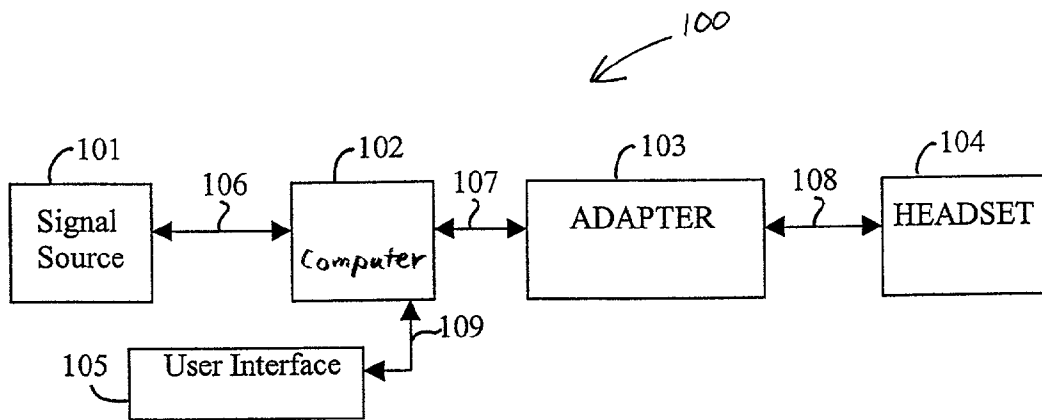 100
101
102
103
104
106
107
108
Signal
Source
Computer
ADAPTER
HEADSET
109
105
User Interface